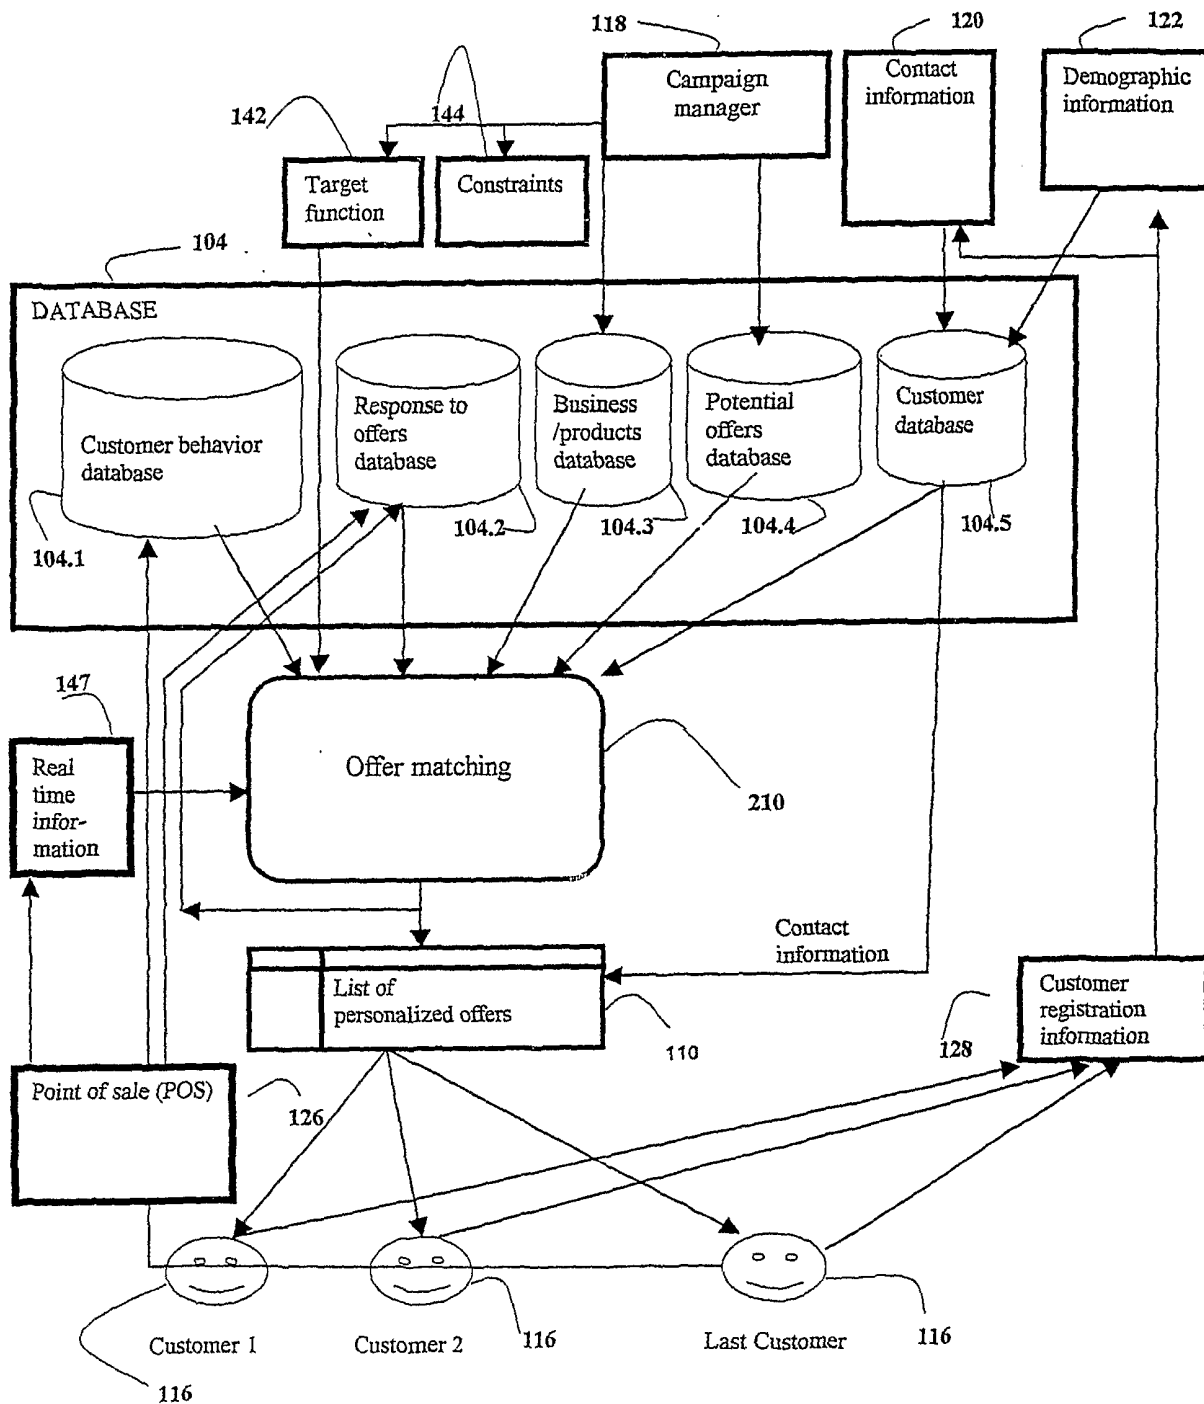 118
120
122
Campaign
manager
Contact
information
Demographic
information
142
144
Target
function
Constraints
104
DATABASE
Customer behavior
database
Response to
offers
database
Business
/products
database
Potential
offers
database
Customer
database
104.1
104.2
104.3
104.4
104.5
147
Real
time
infor-
mation
Offer matching
210
Contact
information
List of
personalized offers
110
Customer
registration
information
128
Point of sale (POS)
126
Customer 1
Customer 2
Last Customer
116
116
116